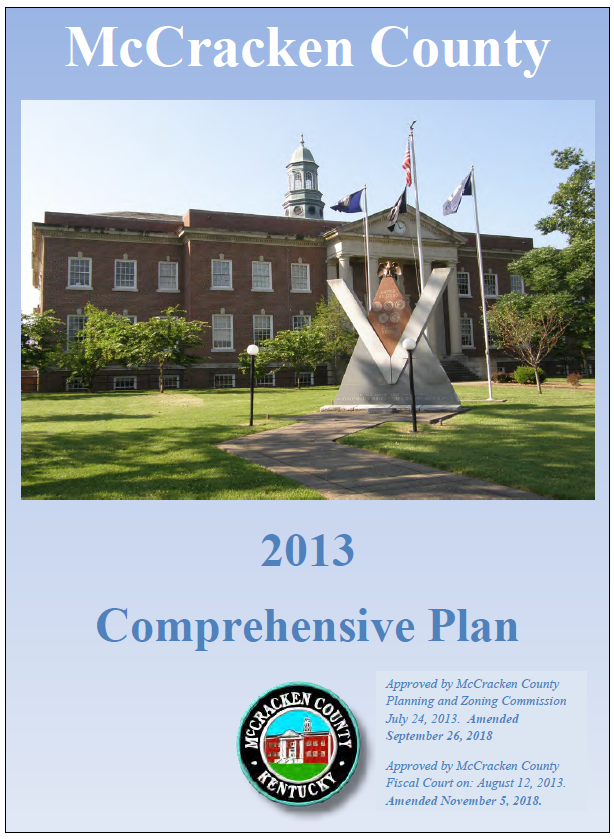 McCracken County
2013
Comprehensive Plan
McCRACKEN COUNTY
KENTUCKY
Approved by McCracken County
Planning and Zoning Commission
July 24, 2013. Amended
September 26, 2018
Approved by McCracken County
Fiscal Court on: August 12, 2013.
Amended November 5, 2018.